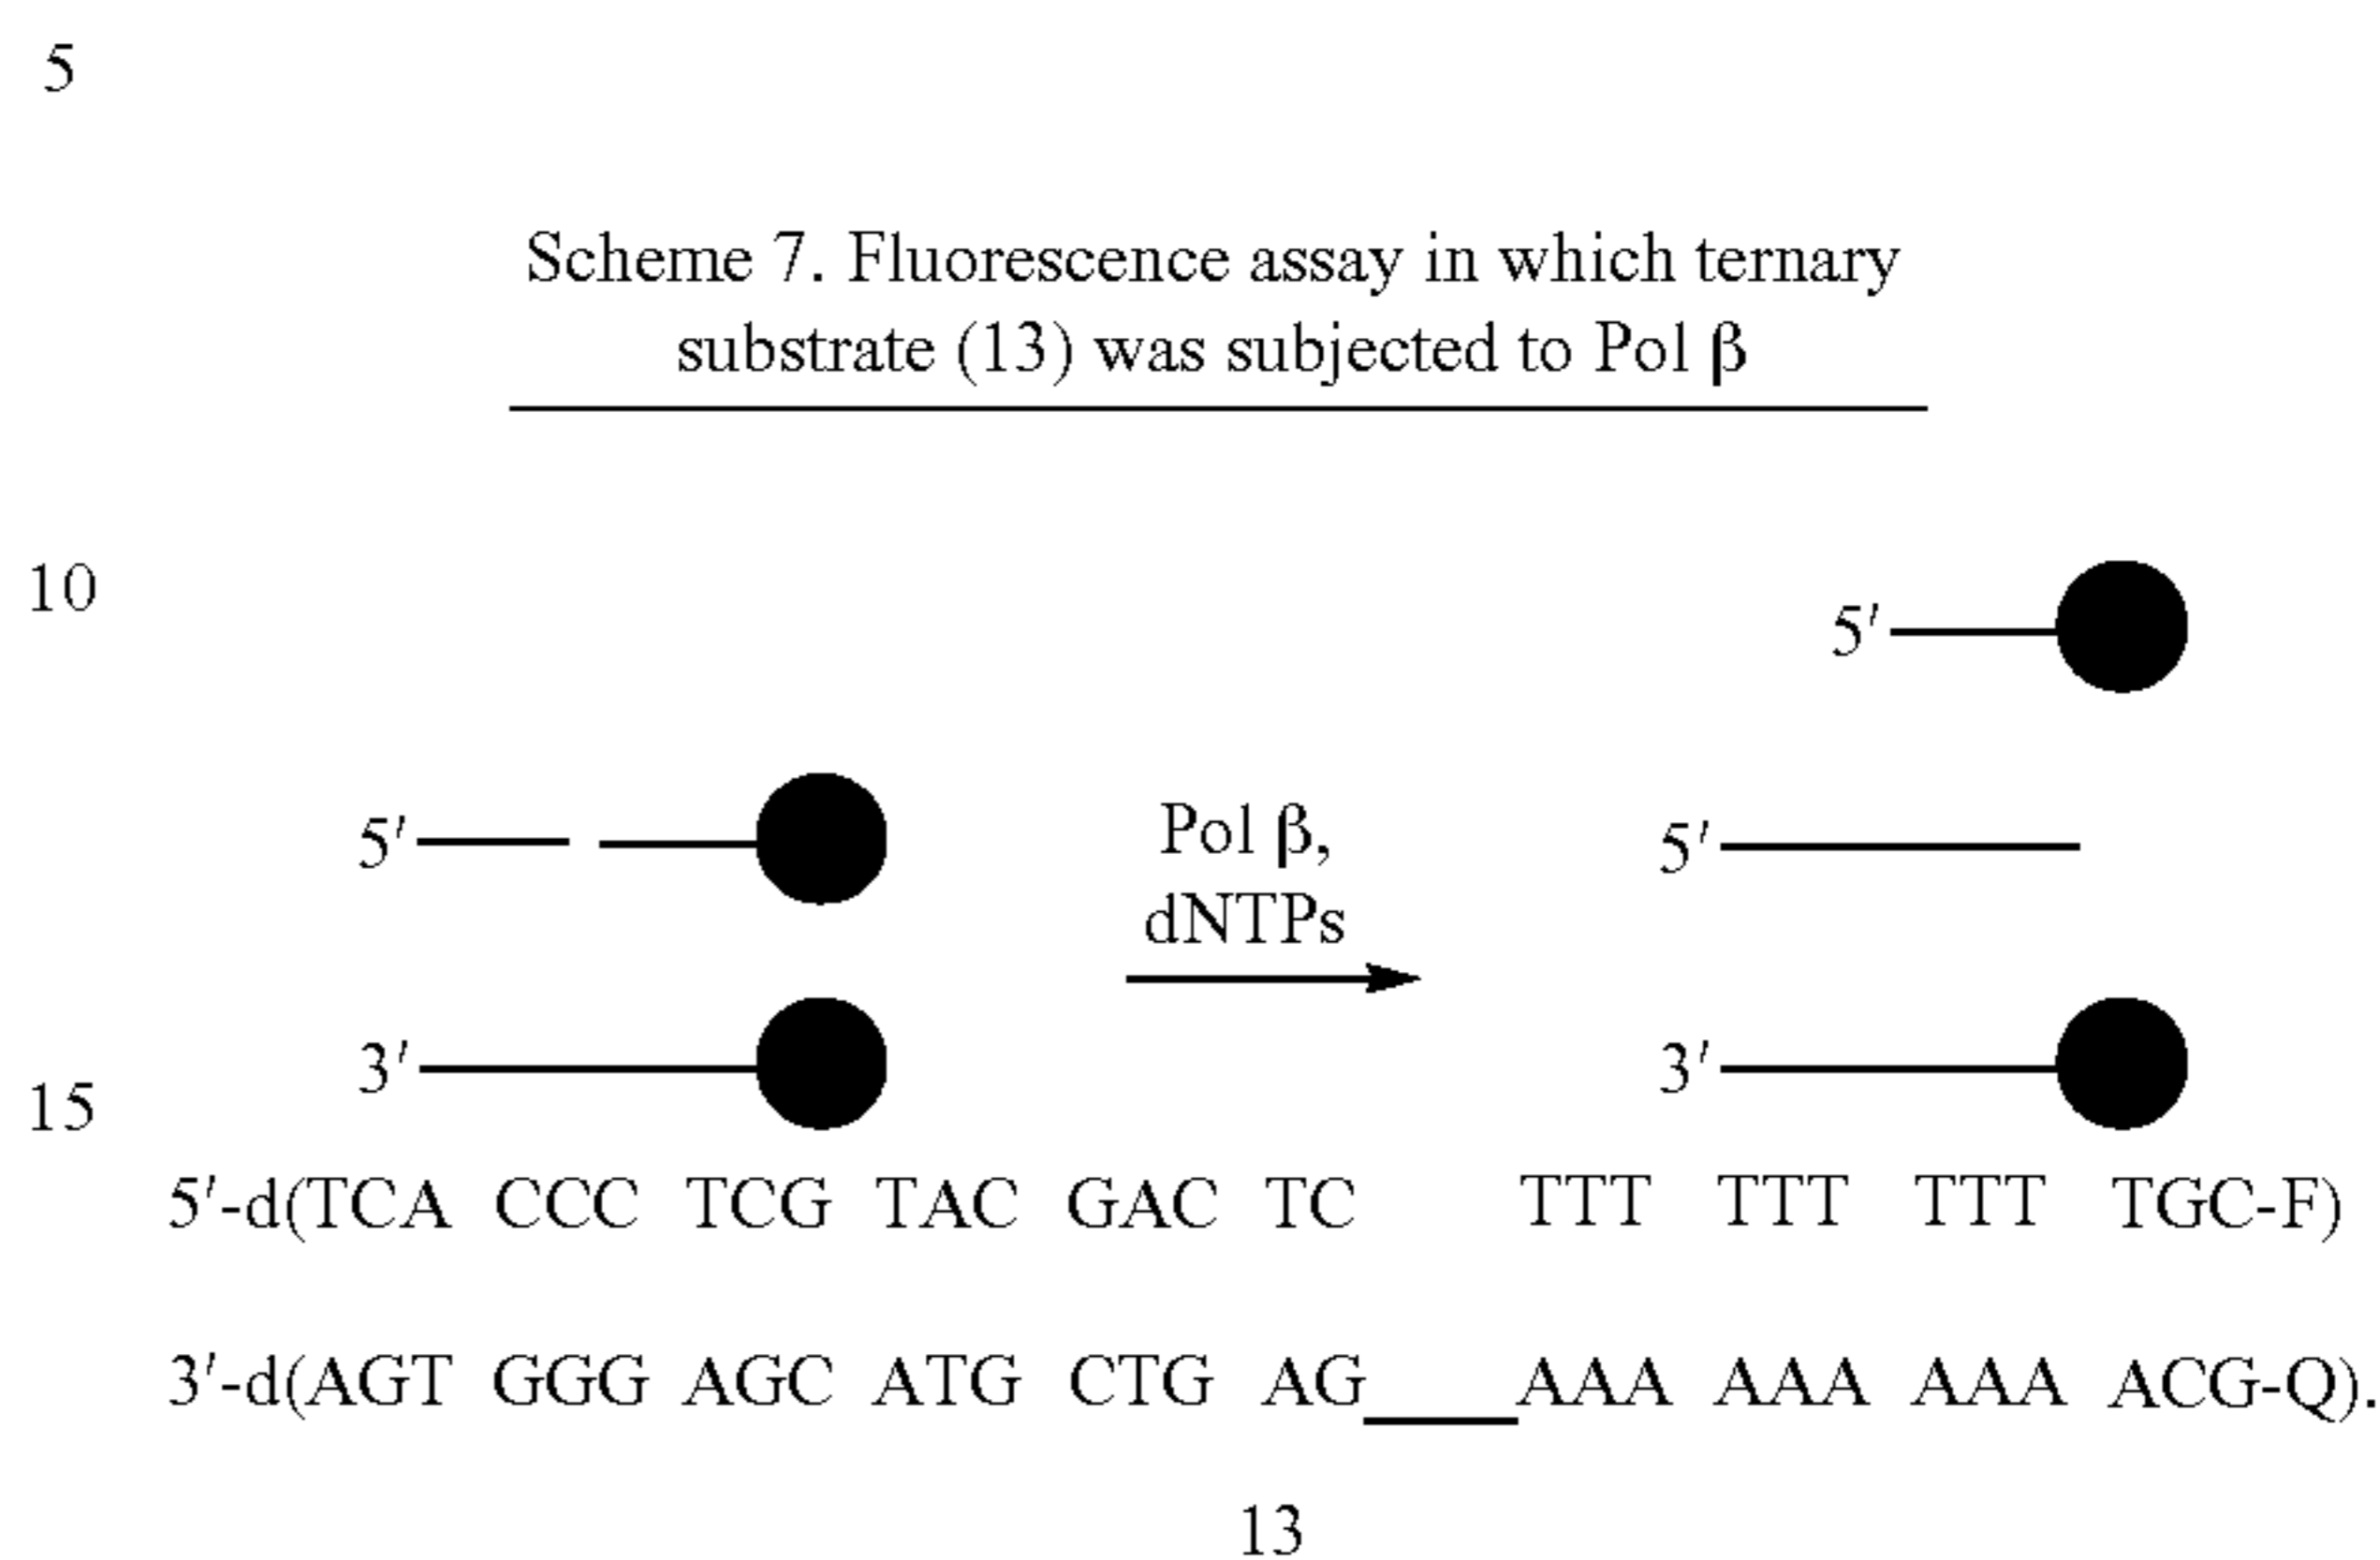 5
Scheme 7. Fluorescence assay in which ternary
substrate (13) was subjected to Pol β
10
5′
5′
Pol β,
dNTPs
5′
3′
3′
15
5′-d(TCA CCC TCG TAC GAC TC TTT TTT TTT TGC-F)
3′-d(AGT GGG AGC ATG CTG AG___AAA AAA AAA ACG-Q).
13